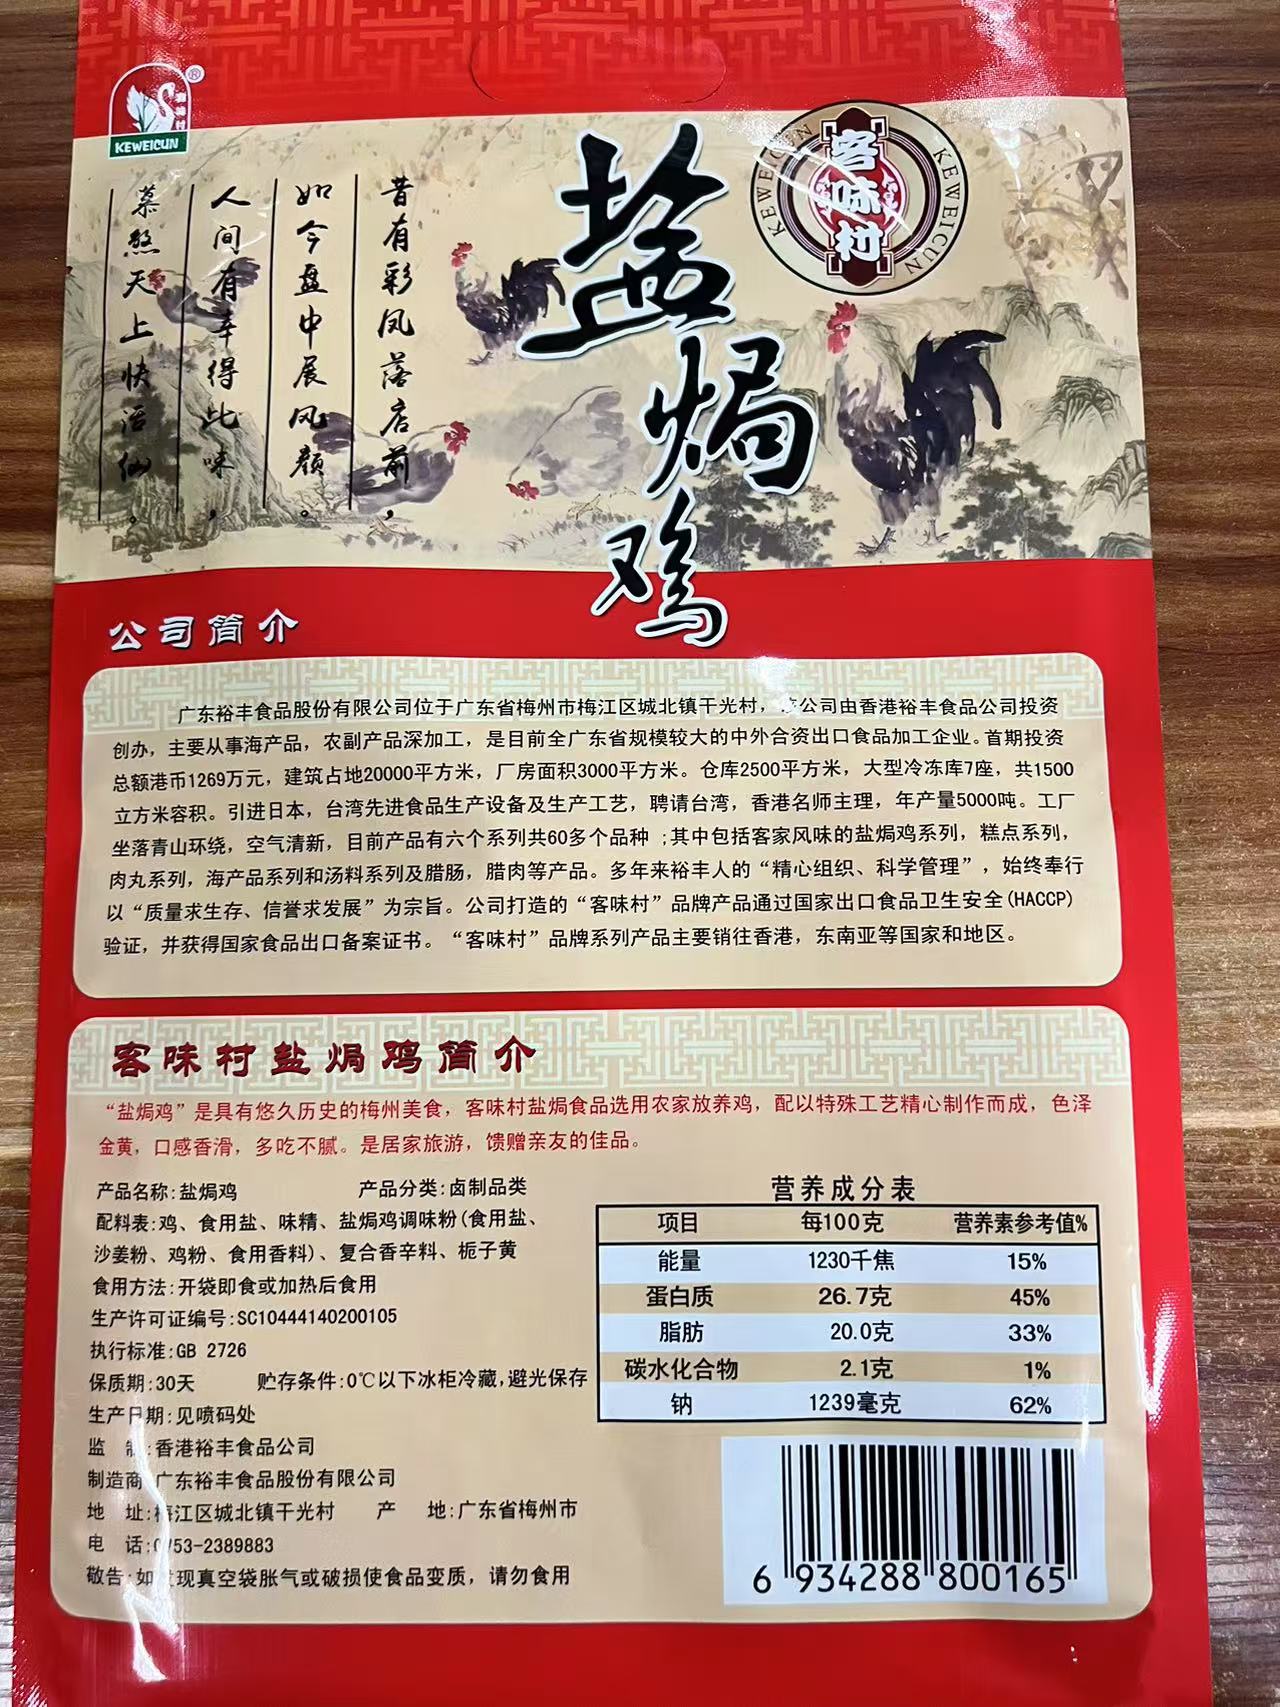 KEWEICUN
客味村
KEWEICUN
KEWEICUN
盐焗鸡
昔有彩凤落店前，
如今盘中展风颜。
人间有幸得此味，
慕煞天上快活仙。
公司简介
广东裕丰食品股份有限公司位于广东省梅州市梅江区城北镇干光村，公司由香港裕丰食品公司投资
创办，主要从事海产品，农副产品深加工，是目前全广东省规模较大的中外合资出口食品加工企业。首期投资
总额港币1269万元，建筑占地20000平方米，厂房面积3000平方米。仓库2500平方米，大型冷冻库7座，共1500
立方米容积。引进日本，台湾先进食品生产设备及生产工艺，聘请台湾，香港名师主理，年产量5000吨。工厂
坐落青山环绕，空气清新，目前产品有六个系列共60多个品种；其中包括客家风味的盐焗鸡系列，糕点系列，
肉丸系列，海产品系列和汤料系列及腊肠，腊肉等产品。多年来裕丰人的“精心组织、科学管理”，始终奉行
以“质量求生存、信誉求发展”为宗旨。公司打造的“客味村”品牌产品通过国家出口食品卫生安全(HACCP)
验证，并获得国家食品出口备案证书。“客味村”品牌系列产品主要销往香港，东南亚等国家和地区。
客味村盐焗鸡简介
“盐焗鸡”是具有悠久历史的梅州美食，客味村盐焗食品选用农家放养鸡，配以特殊工艺精心制作而成，色泽
金黄，口感香滑，多吃不腻。是居家旅游，馈赠亲友的佳品。
产品名称:盐焗鸡 产品分类:卤制品类
配料表:鸡、食用盐、味精、盐焗鸡调味粉(食用盐、
沙姜粉、鸡粉、食用香料)、复合香辛料、栀子黄
食用方法:开袋即食或加热后食用
生产许可证编号:SC10444140200105
执行标准:GB 2726
保质期:30天 贮存条件:0℃以下冰柜冷藏,避光保存
生产日期:见喷码处
监 制:香港裕丰食品公司
制造商:广东裕丰食品股份有限公司
地 址:梅江区城北镇干光村 产 地:广东省梅州市
电 话:0753-2389883
敬告:如发现真空袋胀气或破损使食品变质，请勿食用
营养成分表
项目 每100克 营养素参考值%
能量 1230千焦 15%
蛋白质 26.7克 45%
脂肪 20.0克 33%
碳水化合物 2.1克 1%
钠 1239毫克 62%
6 934288 800165